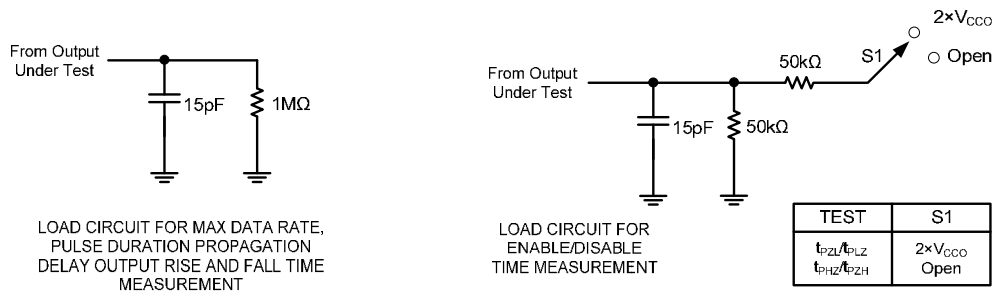 From Output
Under Test
15pF
1MΩ
LOAD CIRCUIT FOR MAX DATA RATE,
PULSE DURATION PROPAGATION
DELAY OUTPUT RISE AND FALL TIME
MEASUREMENT
2×VCCO
S1
Open
50kΩ
From Output
Under Test
15pF
50kΩ
LOAD CIRCUIT FOR
ENABLE/DISABLE
TIME MEASUREMENT
TEST S1
tPZL/tPLZ 2×VCCO
tPHZ/tPZH Open